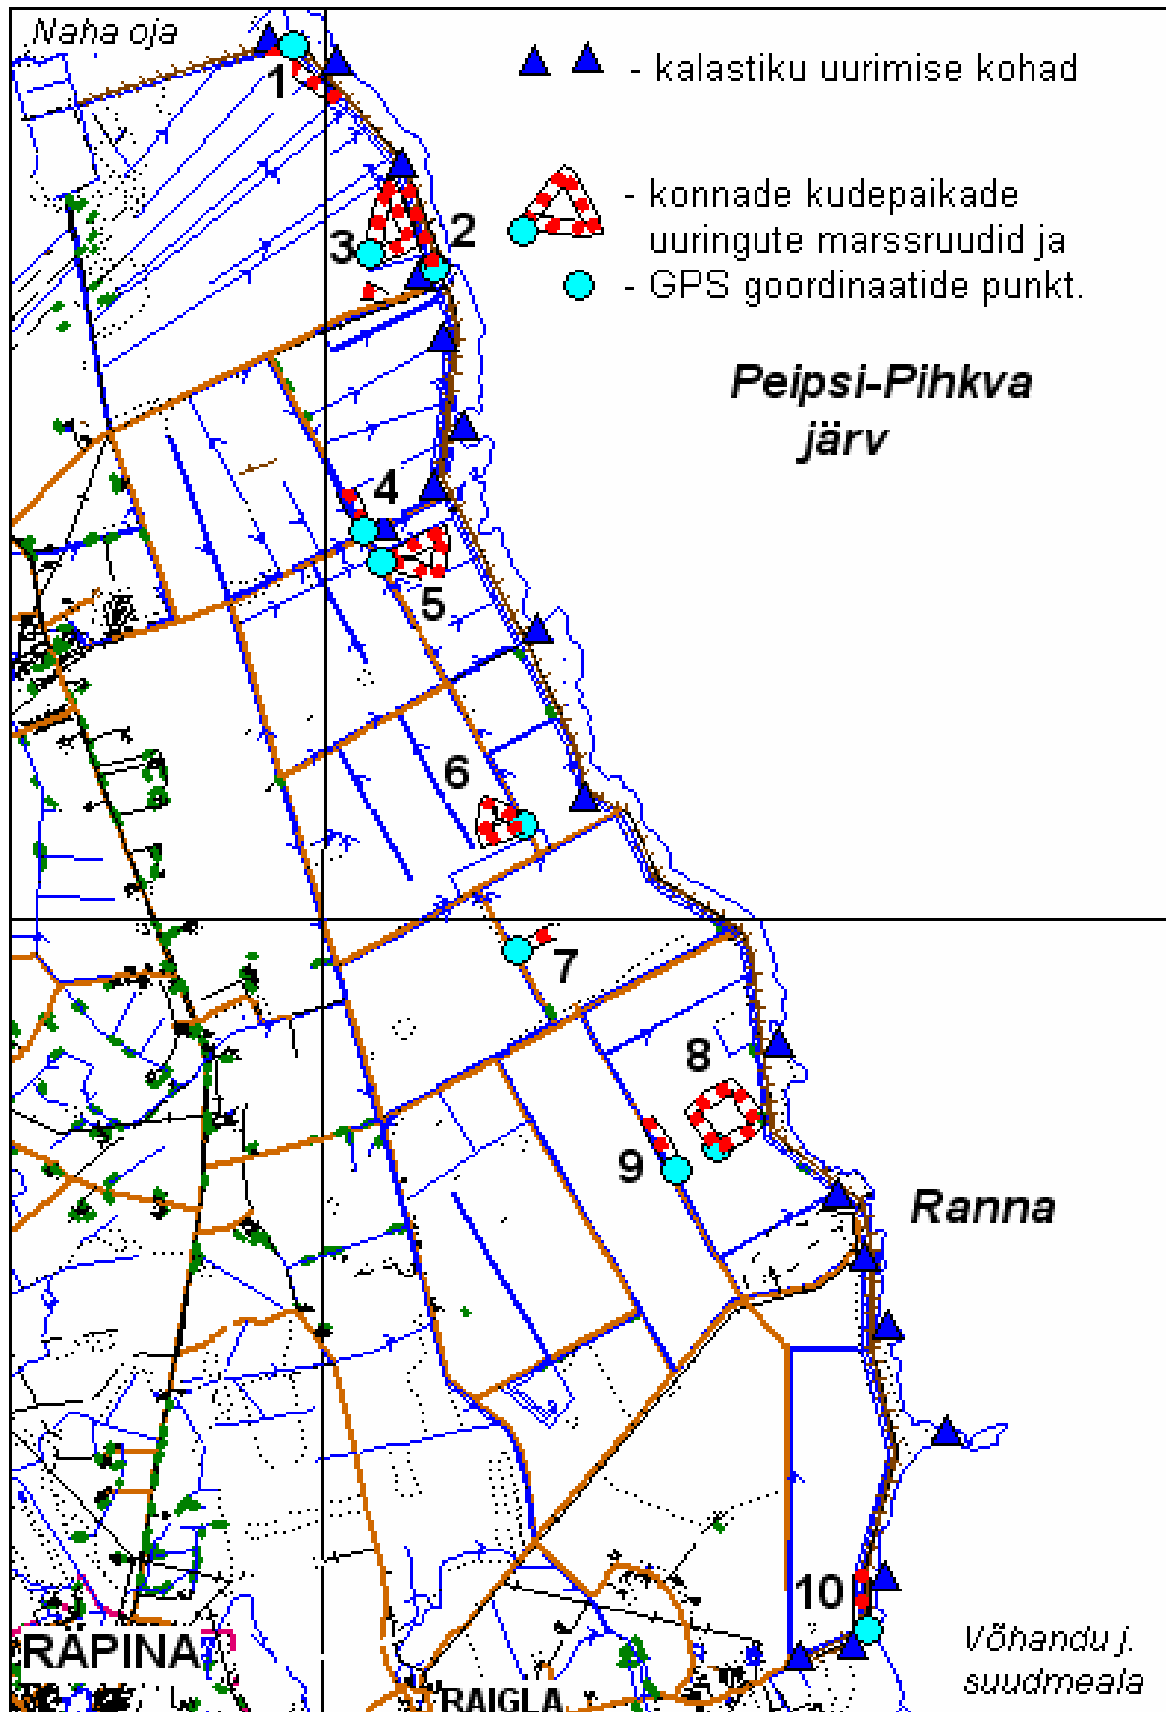 Naha oja
- kalastiku uurimise kohad
1
- konnade kudepaikade
uuringute marssruudid ja
- GPS goordinaatide punkt.
2
3
Peipsi-Pihkva
järv
4
5
6
7
8
9
Ranna
10
RÄPINA
RAIGLA
Võhandu j.
suudmeala